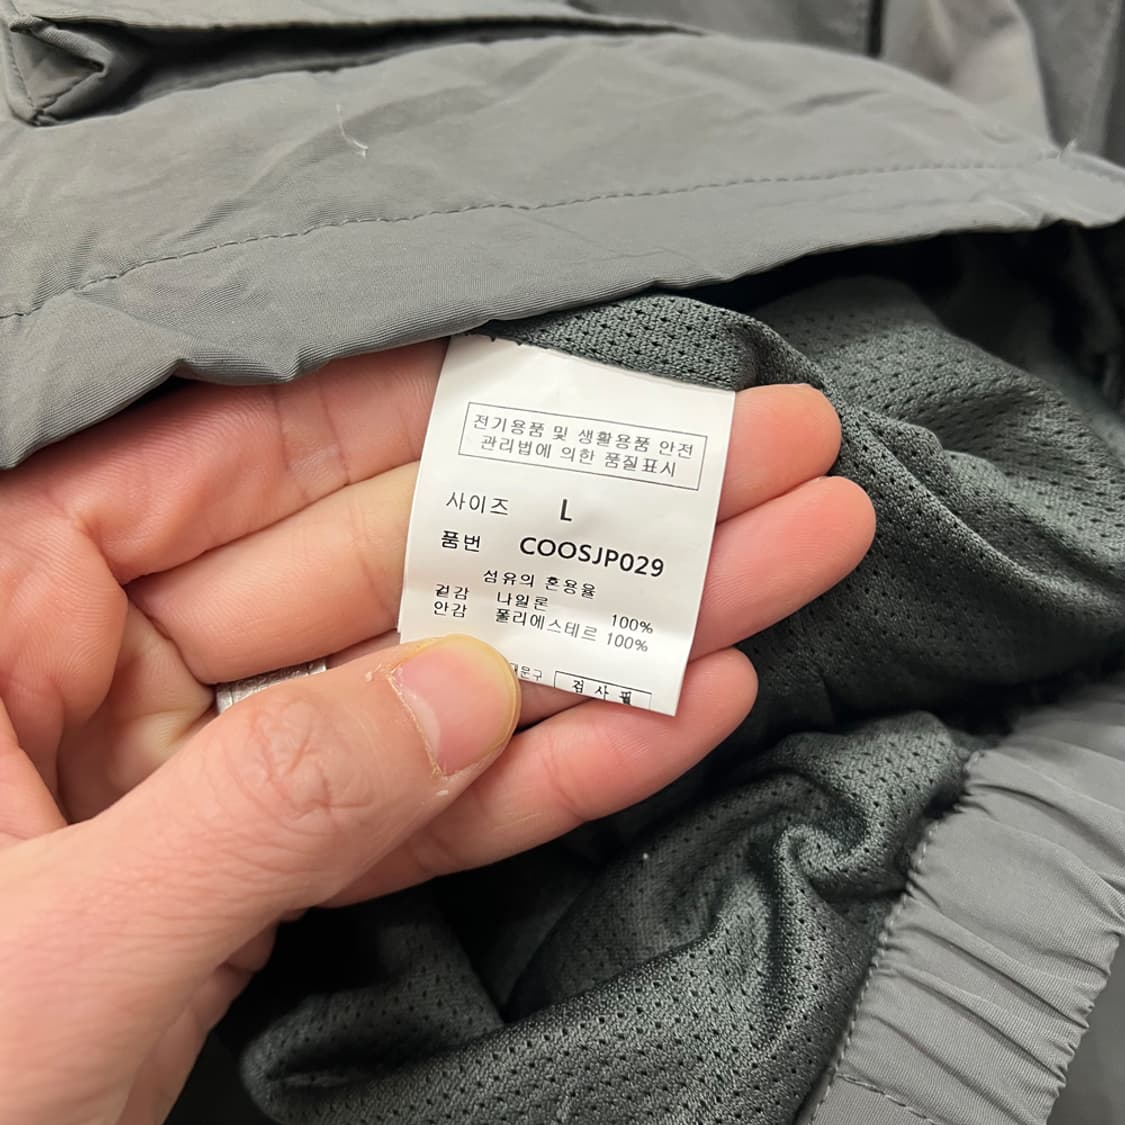 전기용품 및 생활용품 안전
관리법에 의한 품질표시
사이즈 L
품번 COOSJP029
섬유의 혼용율
겉감 나일론 100%
안감 폴리에스테르 100%
검사필